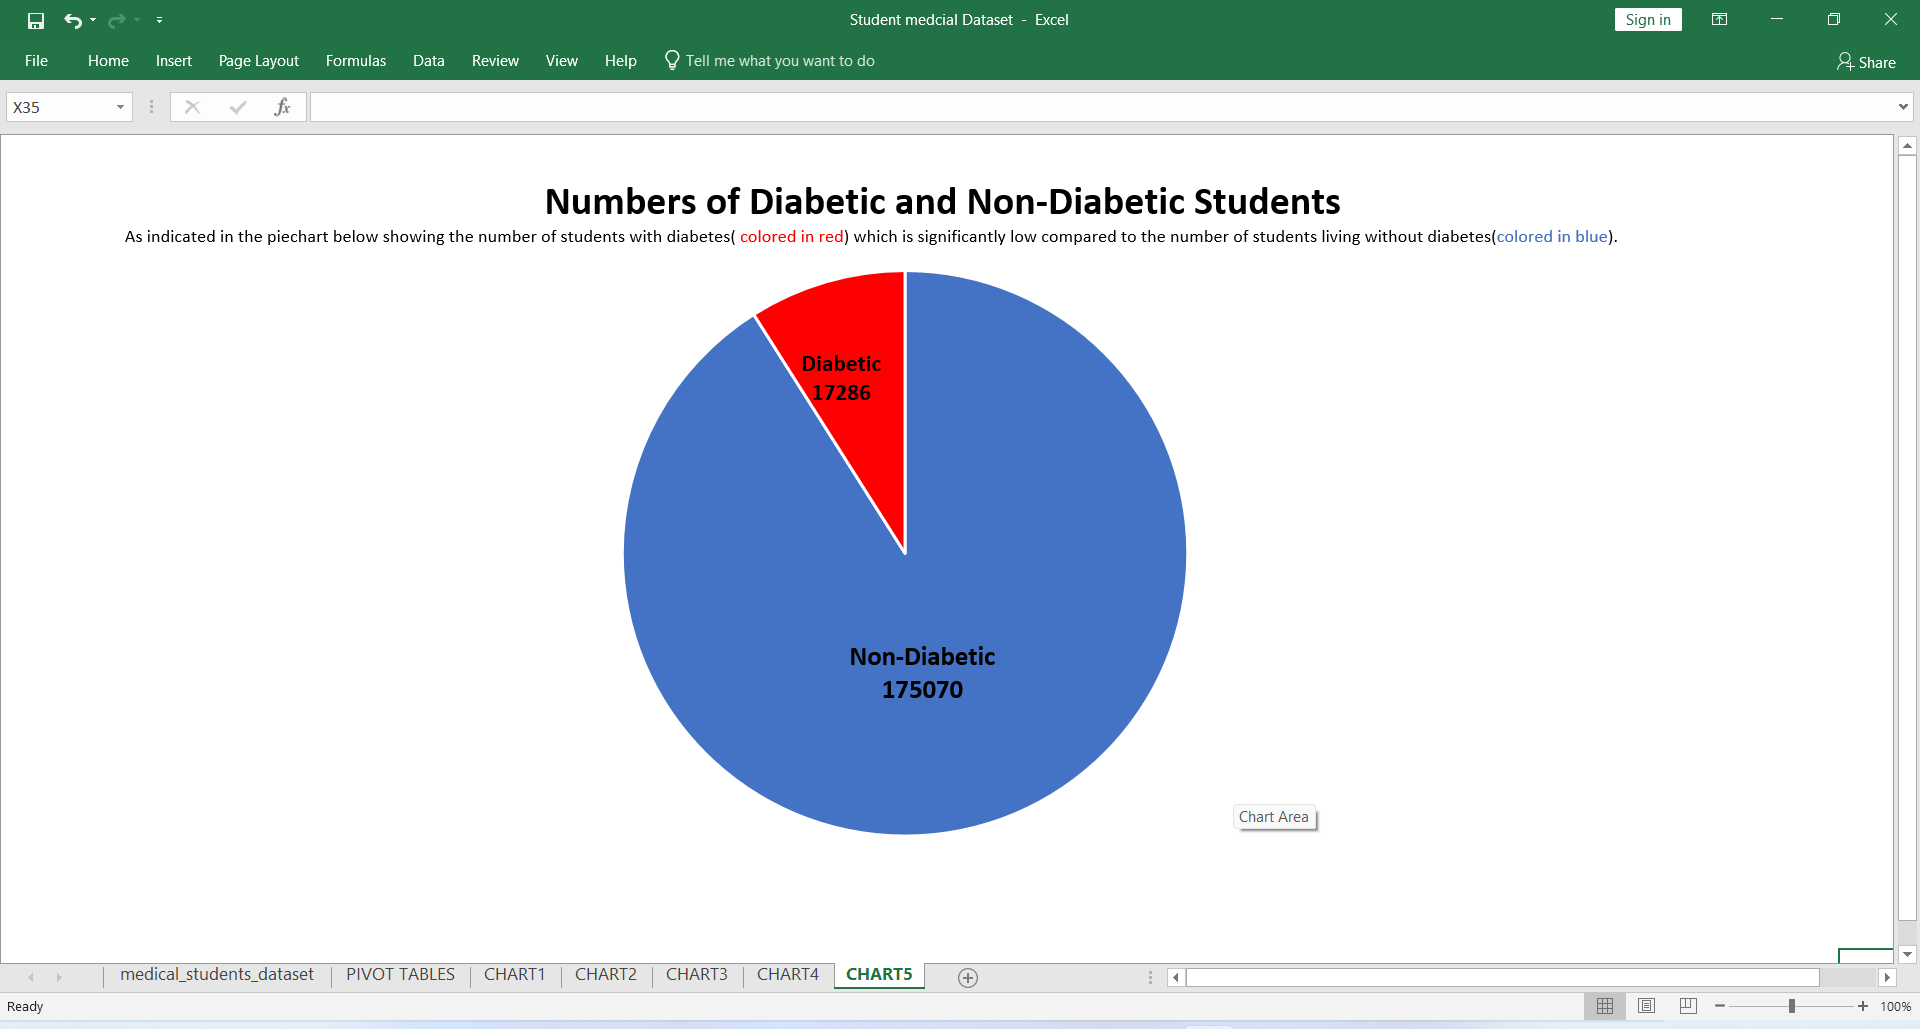 Student medcial Dataset - Excel
Sign in
File Home Insert Page Layout Formulas Data Review View Help Tell me what you want to do
Share
X35
fx
Numbers of Diabetic and Non-Diabetic Students
As indicated in the piechart below showing the number of students with diabetes( colored in red) which is significantly low compared to the number of students living without diabetes(colored in blue).
Diabetic
17286
Non-Diabetic
175070
Chart Area
medical_students_dataset PIVOT TABLES CHART1 CHART2 CHART3 CHART4 CHART5
Ready
100%